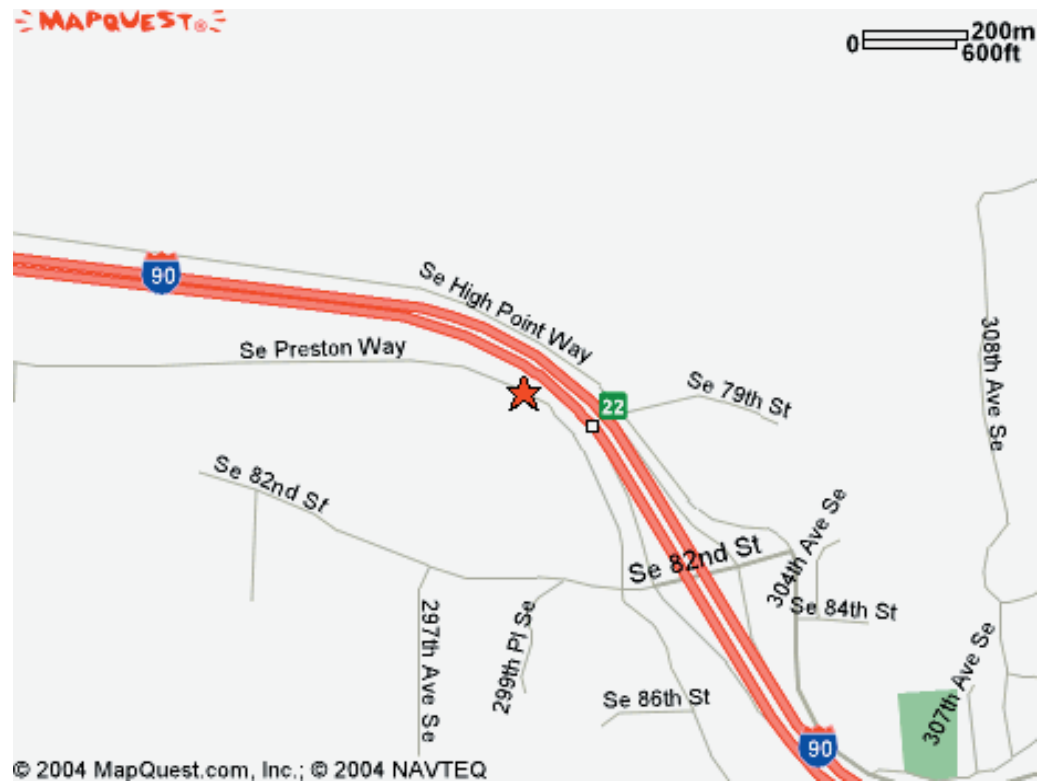 MAPQUEST®
0 200m
600ft
90
Se High Point Way
Se Preston Way
22
Se 79th St
308th Ave Se
Se 82nd St
Se 82nd St
304th Ave Se
Se 84th St
297th Ave Se
299th Pl Se
Se 86th St
307th Ave Se
90
© 2004 MapQuest.com, Inc.; © 2004 NAVTEQ